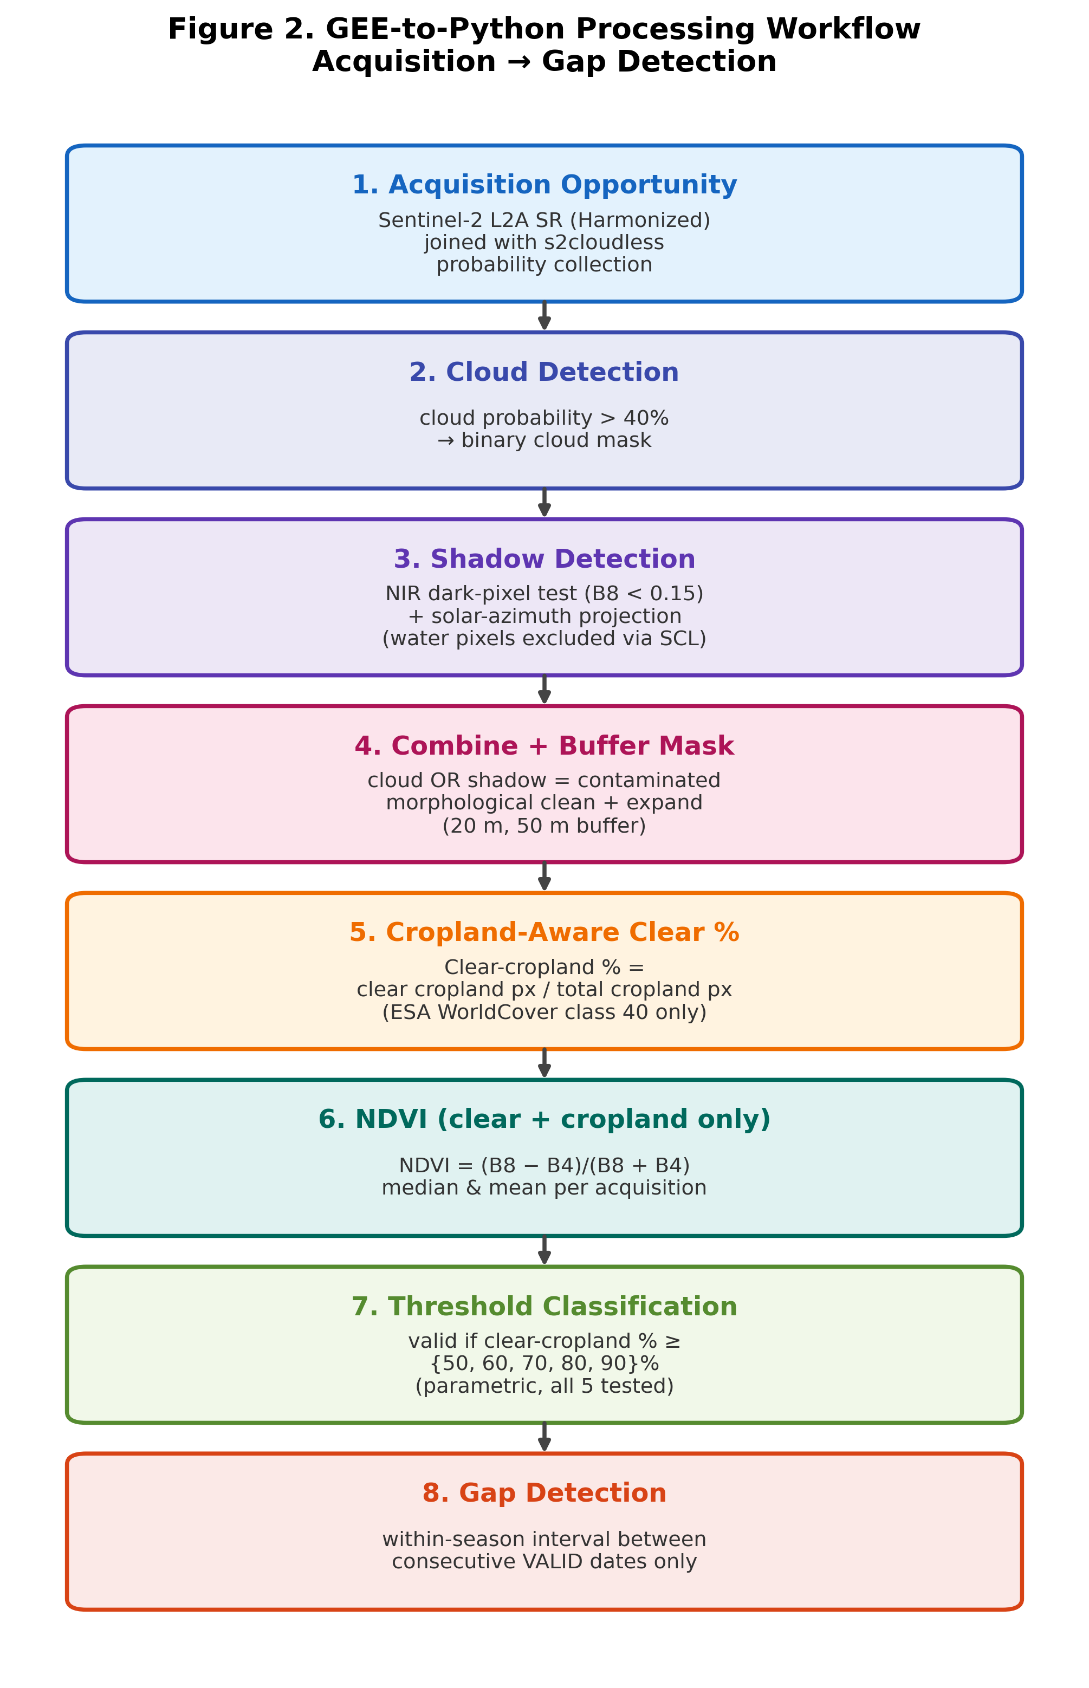 Figure 2. GEE-to-Python Processing Workflow
Acquisition → Gap Detection
1. Acquisition Opportunity
Sentinel-2 L2A SR (Harmonized)
joined with s2cloudless
probability collection
2. Cloud Detection
cloud probability > 40%
→ binary cloud mask
3. Shadow Detection
NIR dark-pixel test (B8 < 0.15)
+ solar-azimuth projection
(water pixels excluded via SCL)
4. Combine + Buffer Mask
cloud OR shadow = contaminated
morphological clean + expand
(20 m, 50 m buffer)
5. Cropland-Aware Clear %
Clear-cropland % =
clear cropland px / total cropland px
(ESA WorldCover class 40 only)
6. NDVI (clear + cropland only)
NDVI = (B8 − B4)/(B8 + B4)
median & mean per acquisition
7. Threshold Classification
valid if clear-cropland % ≥
{50, 60, 70, 80, 90}%
(parametric, all 5 tested)
8. Gap Detection
within-season interval between
consecutive VALID dates only